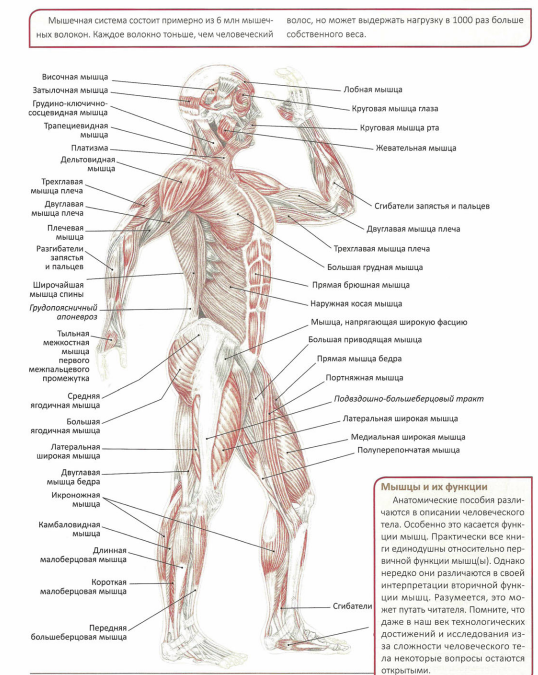 Мышечная система состоит примерно из 6 млн мышеч-
ных волокон. Каждое волокно тоньше, чем человеческий
волос, но может выдержать нагрузку в 1000 раз больше
собственного веса.
Височная мышца
Затылочная мышца
Грудино-ключично-
сосцевидная мышца
Трапециевидная
мышца
Платизма
Дельтовидная
мышца
Трехглавая
мышца плеча
Двуглавая
мышца плеча
Плечевая
мышца
Разгибатели
запястья
и пальцев
Широчайшая
мышца спины
Грудопоясничный
апоневроз
Тыльная
межкостная
мышца
первого
межпальцевого
промежутка
Средняя
ягодичная мышца
Большая
ягодичная мышца
Латеральная
широкая мышца
Двуглавая
мышца бедра
Икроножная
мышца
Камбаловидная
мышца
Длинная
малоберцовая мышца
Короткая
малоберцовая мышца
Передняя
большеберцовая мышца
Лобная мышца
Круговая мышца глаза
Круговая мышца рта
Жевательная мышца
Сгибатели запястья и пальцев
Двуглавая мышца плеча
Трехглавая мышца плеча
Большая грудная мышца
Прямая брюшная мышца
Наружная косая мышца
Мышца, напрягающая широкую фасцию
Большая приводящая мышца
Прямая мышца бедра
Портняжная мышца
Подвздошно-большеберцовый тракт
Латеральная широкая мышца
Медиальная широкая мышца
Полуперепончатая мышца
Сгибатели
Мышцы и их функции
Анатомические пособия разли-
чаются в описании человеческого
тела. Особенно это касается функ-
ции мышц. Практически все кни-
ги единодушны относительно пер-
вичной функции мышц(ы). Однако
нередко они различаются в своей
интерпретации вторичной функ-
ции мышц. Разумеется, это мо-
жет путать читателя. Помните, что
даже в наш век технологических
достижений и исследования из-
за сложности человеческого те-
ла некоторые вопросы остаются
открытыми.